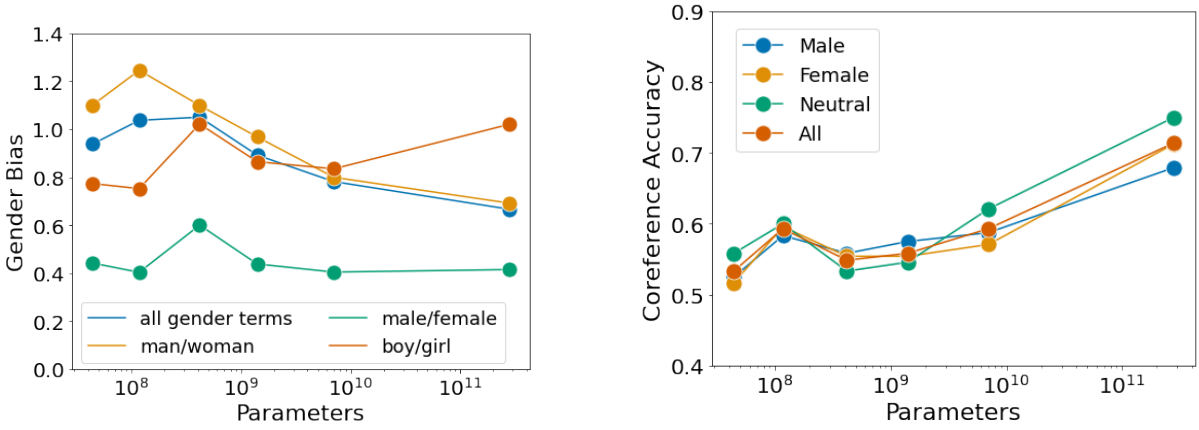 1.4
1.2
1.0
0.8
0.6
0.4
0.2
0.0
Gender Bias
all gender terms
man/woman
male/female
boy/girl
10^8
10^9
10^10
10^11
Parameters
0.9
0.8
0.7
0.6
0.5
0.4
Coreference Accuracy
Male
Female
Neutral
All
10^8
10^9
10^10
10^11
Parameters